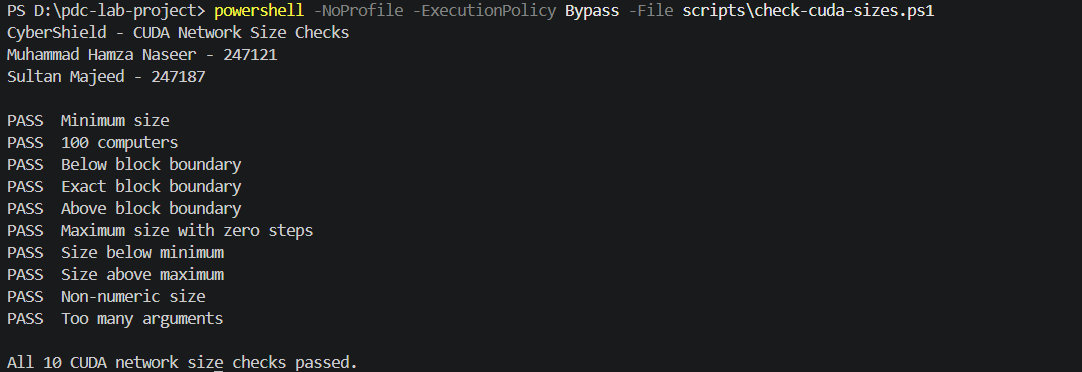 PS D:\pdc-lab-project> powershell -NoProfile -ExecutionPolicy Bypass -File scripts\check-cuda-sizes.ps1
CyberShield - CUDA Network Size Checks
Muhammad Hamza Naseer - 247121
Sultan Majeed - 247187
PASS  Minimum size
PASS  100 computers
PASS  Below block boundary
PASS  Exact block boundary
PASS  Above block boundary
PASS  Maximum size with zero steps
PASS  Size below minimum
PASS  Size above maximum
PASS  Non-numeric size
PASS  Too many arguments
All 10 CUDA network size checks passed.